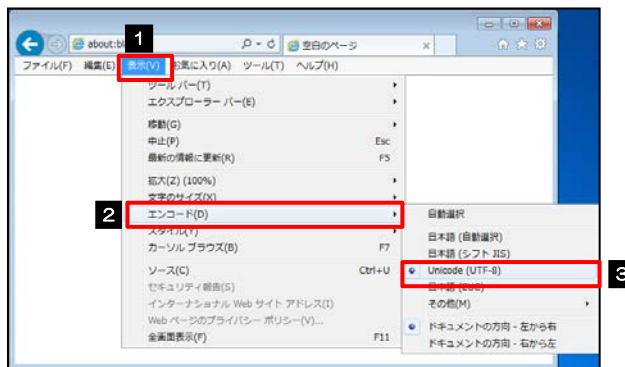 1
about:bl
空白のページ
ファイル(F) 編集(E) 表示(V) お気に入り(A) ツール(T) ヘルプ(H)
ツール バー(T)
エクスプローラー バー(E)
移動(G)
中止(P) Esc
最新の情報に更新(R) F5
拡大(Z) (100%)
文字のサイズ(X)
2
エンコード(D)
スタイル(Y)
カーソル ブラウズ(B) F7
ソース(C) Ctrl+U
セキュリティ報告(S)
インターナショナル Web サイト アドレス(I)
Web ページのプライバシー ポリシー(V)...
全画面表示(F) F11
自動選択
日本語 (自動選択)
日本語 (シフト JIS)
Unicode (UTF-8)
3
日本語 (EUC)
その他(M)
ドキュメントの方向 - 左から右
ドキュメントの方向 - 右から左